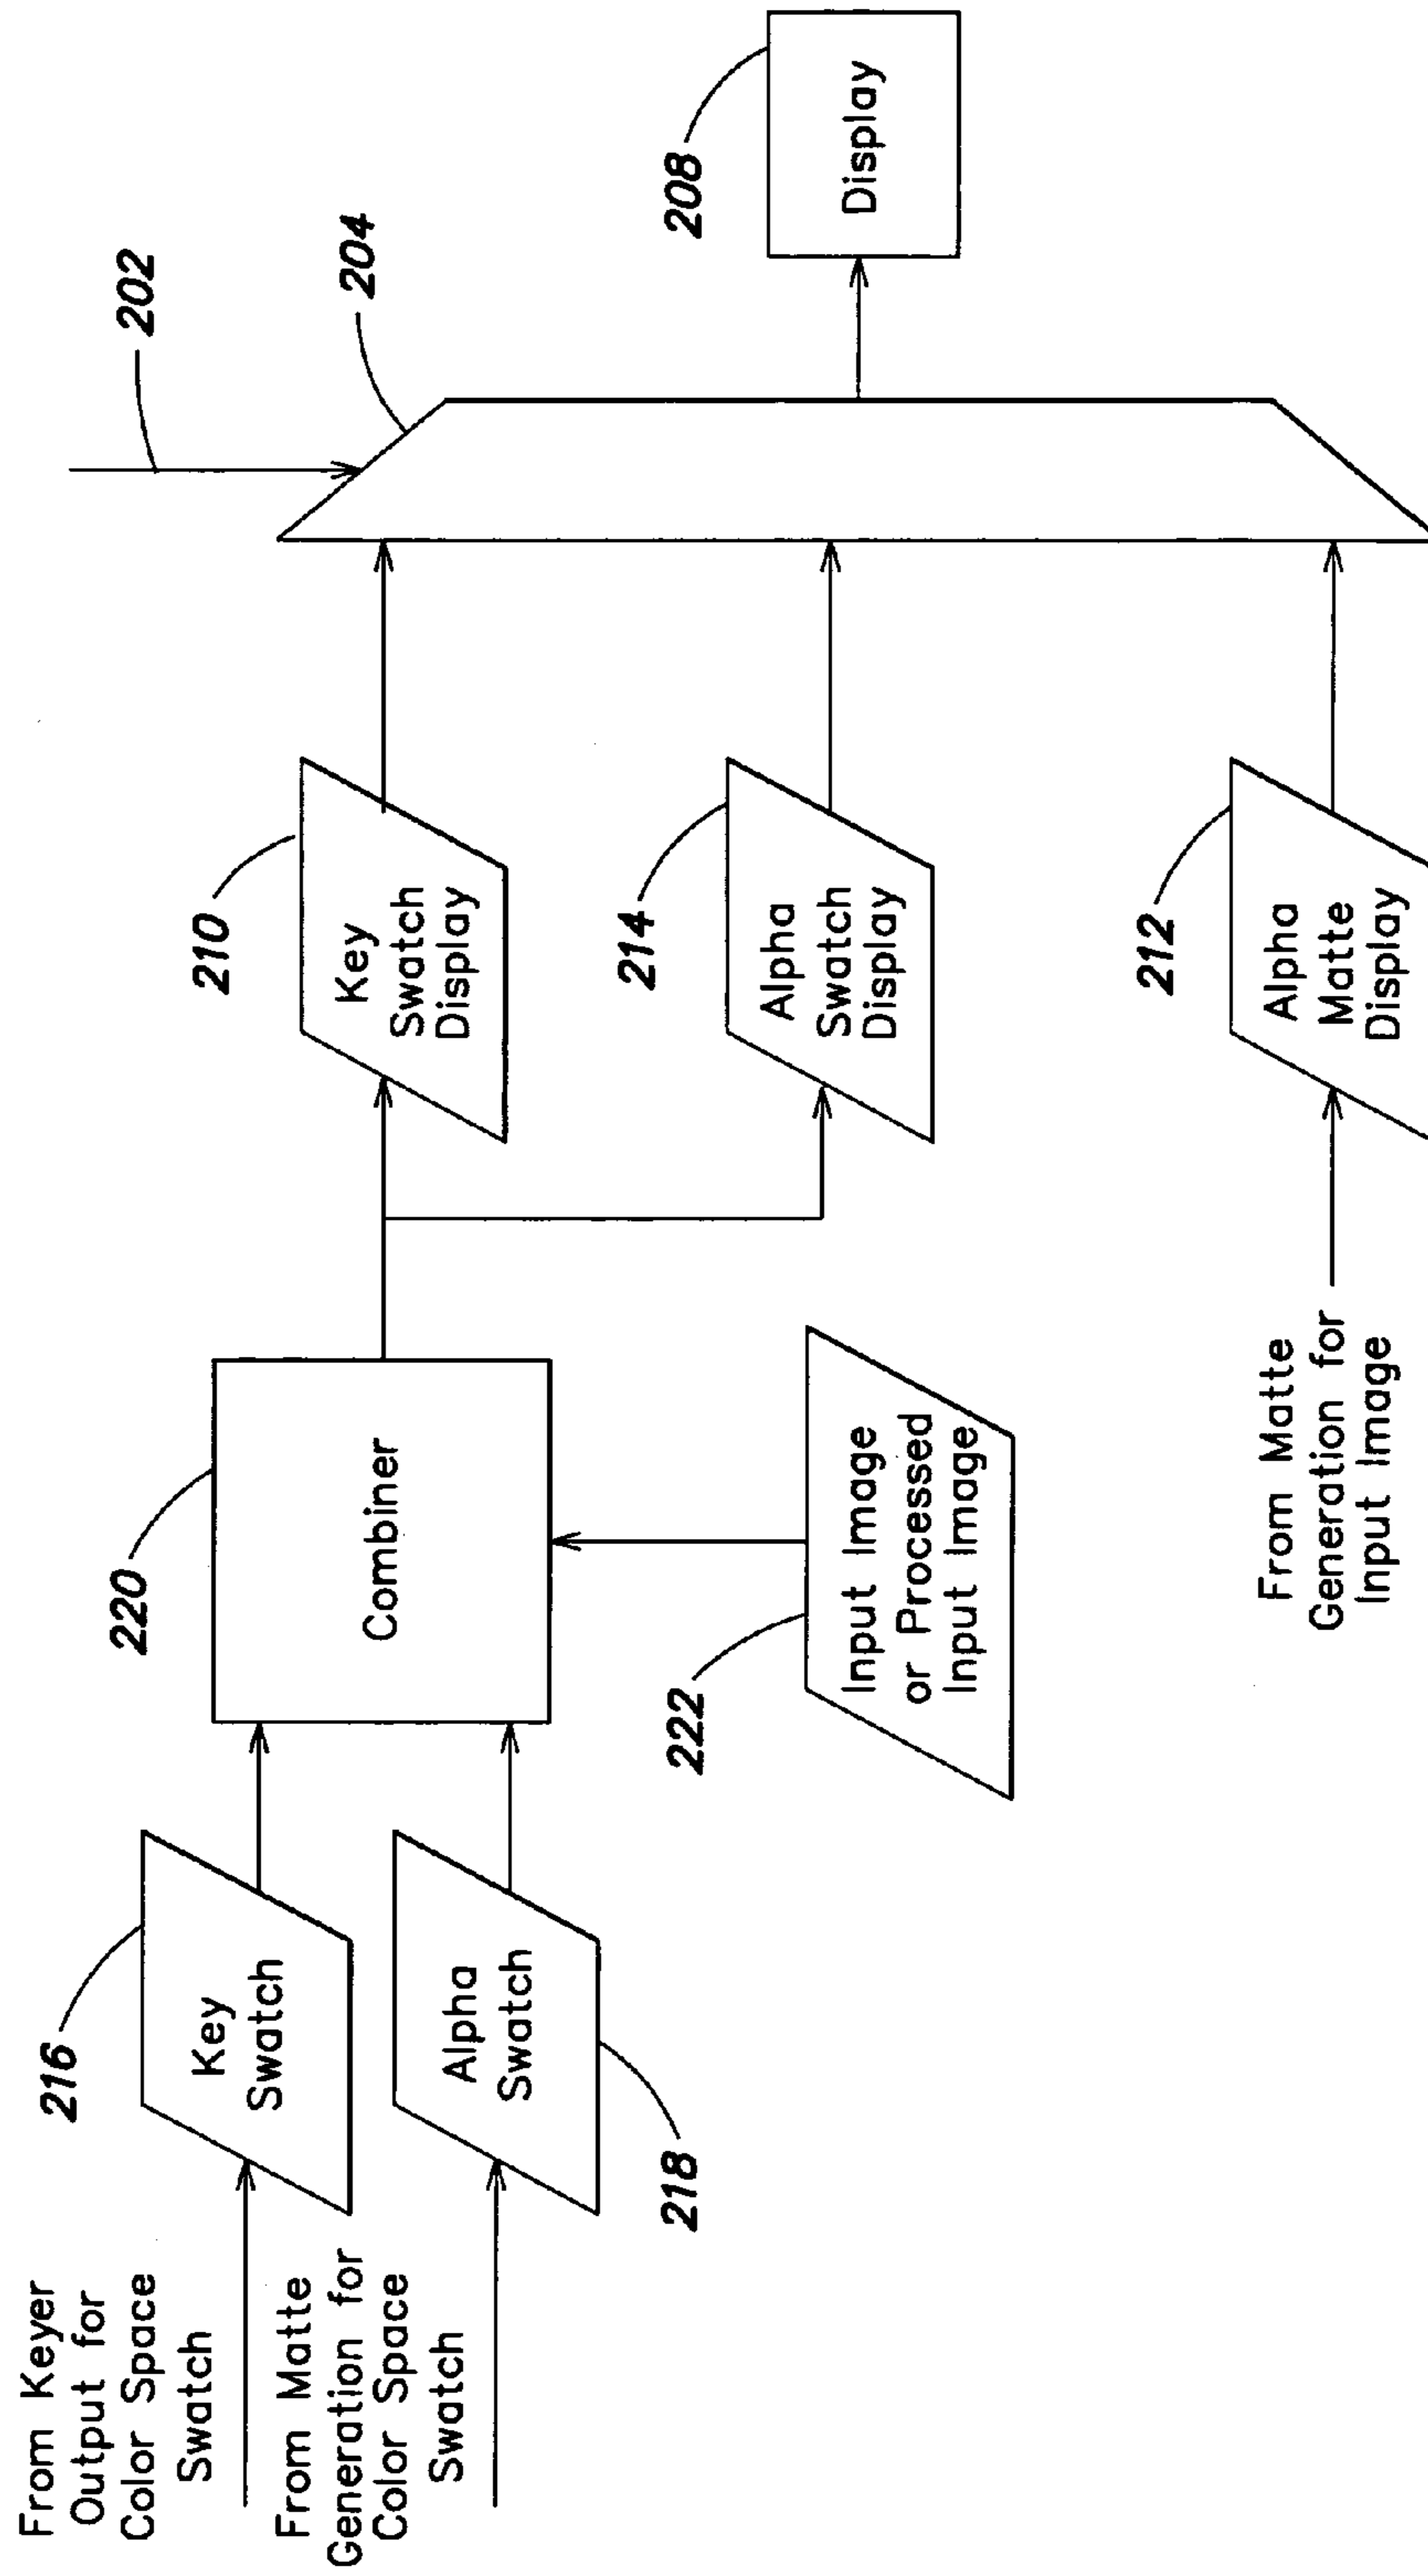 From Keyer
Output for
Color Space
Swatch
216
Key
Swatch
From Matte
Generation for
Color Space
Swatch
Alpha
Swatch
218
220
Combiner
222
Input Image
or Processed
Input Image
210
Key
Swatch
Display
214
Alpha
Swatch
Display
From Matte
Generation for
Input Image
212
Alpha
Matte
Display
202
204
208
Display